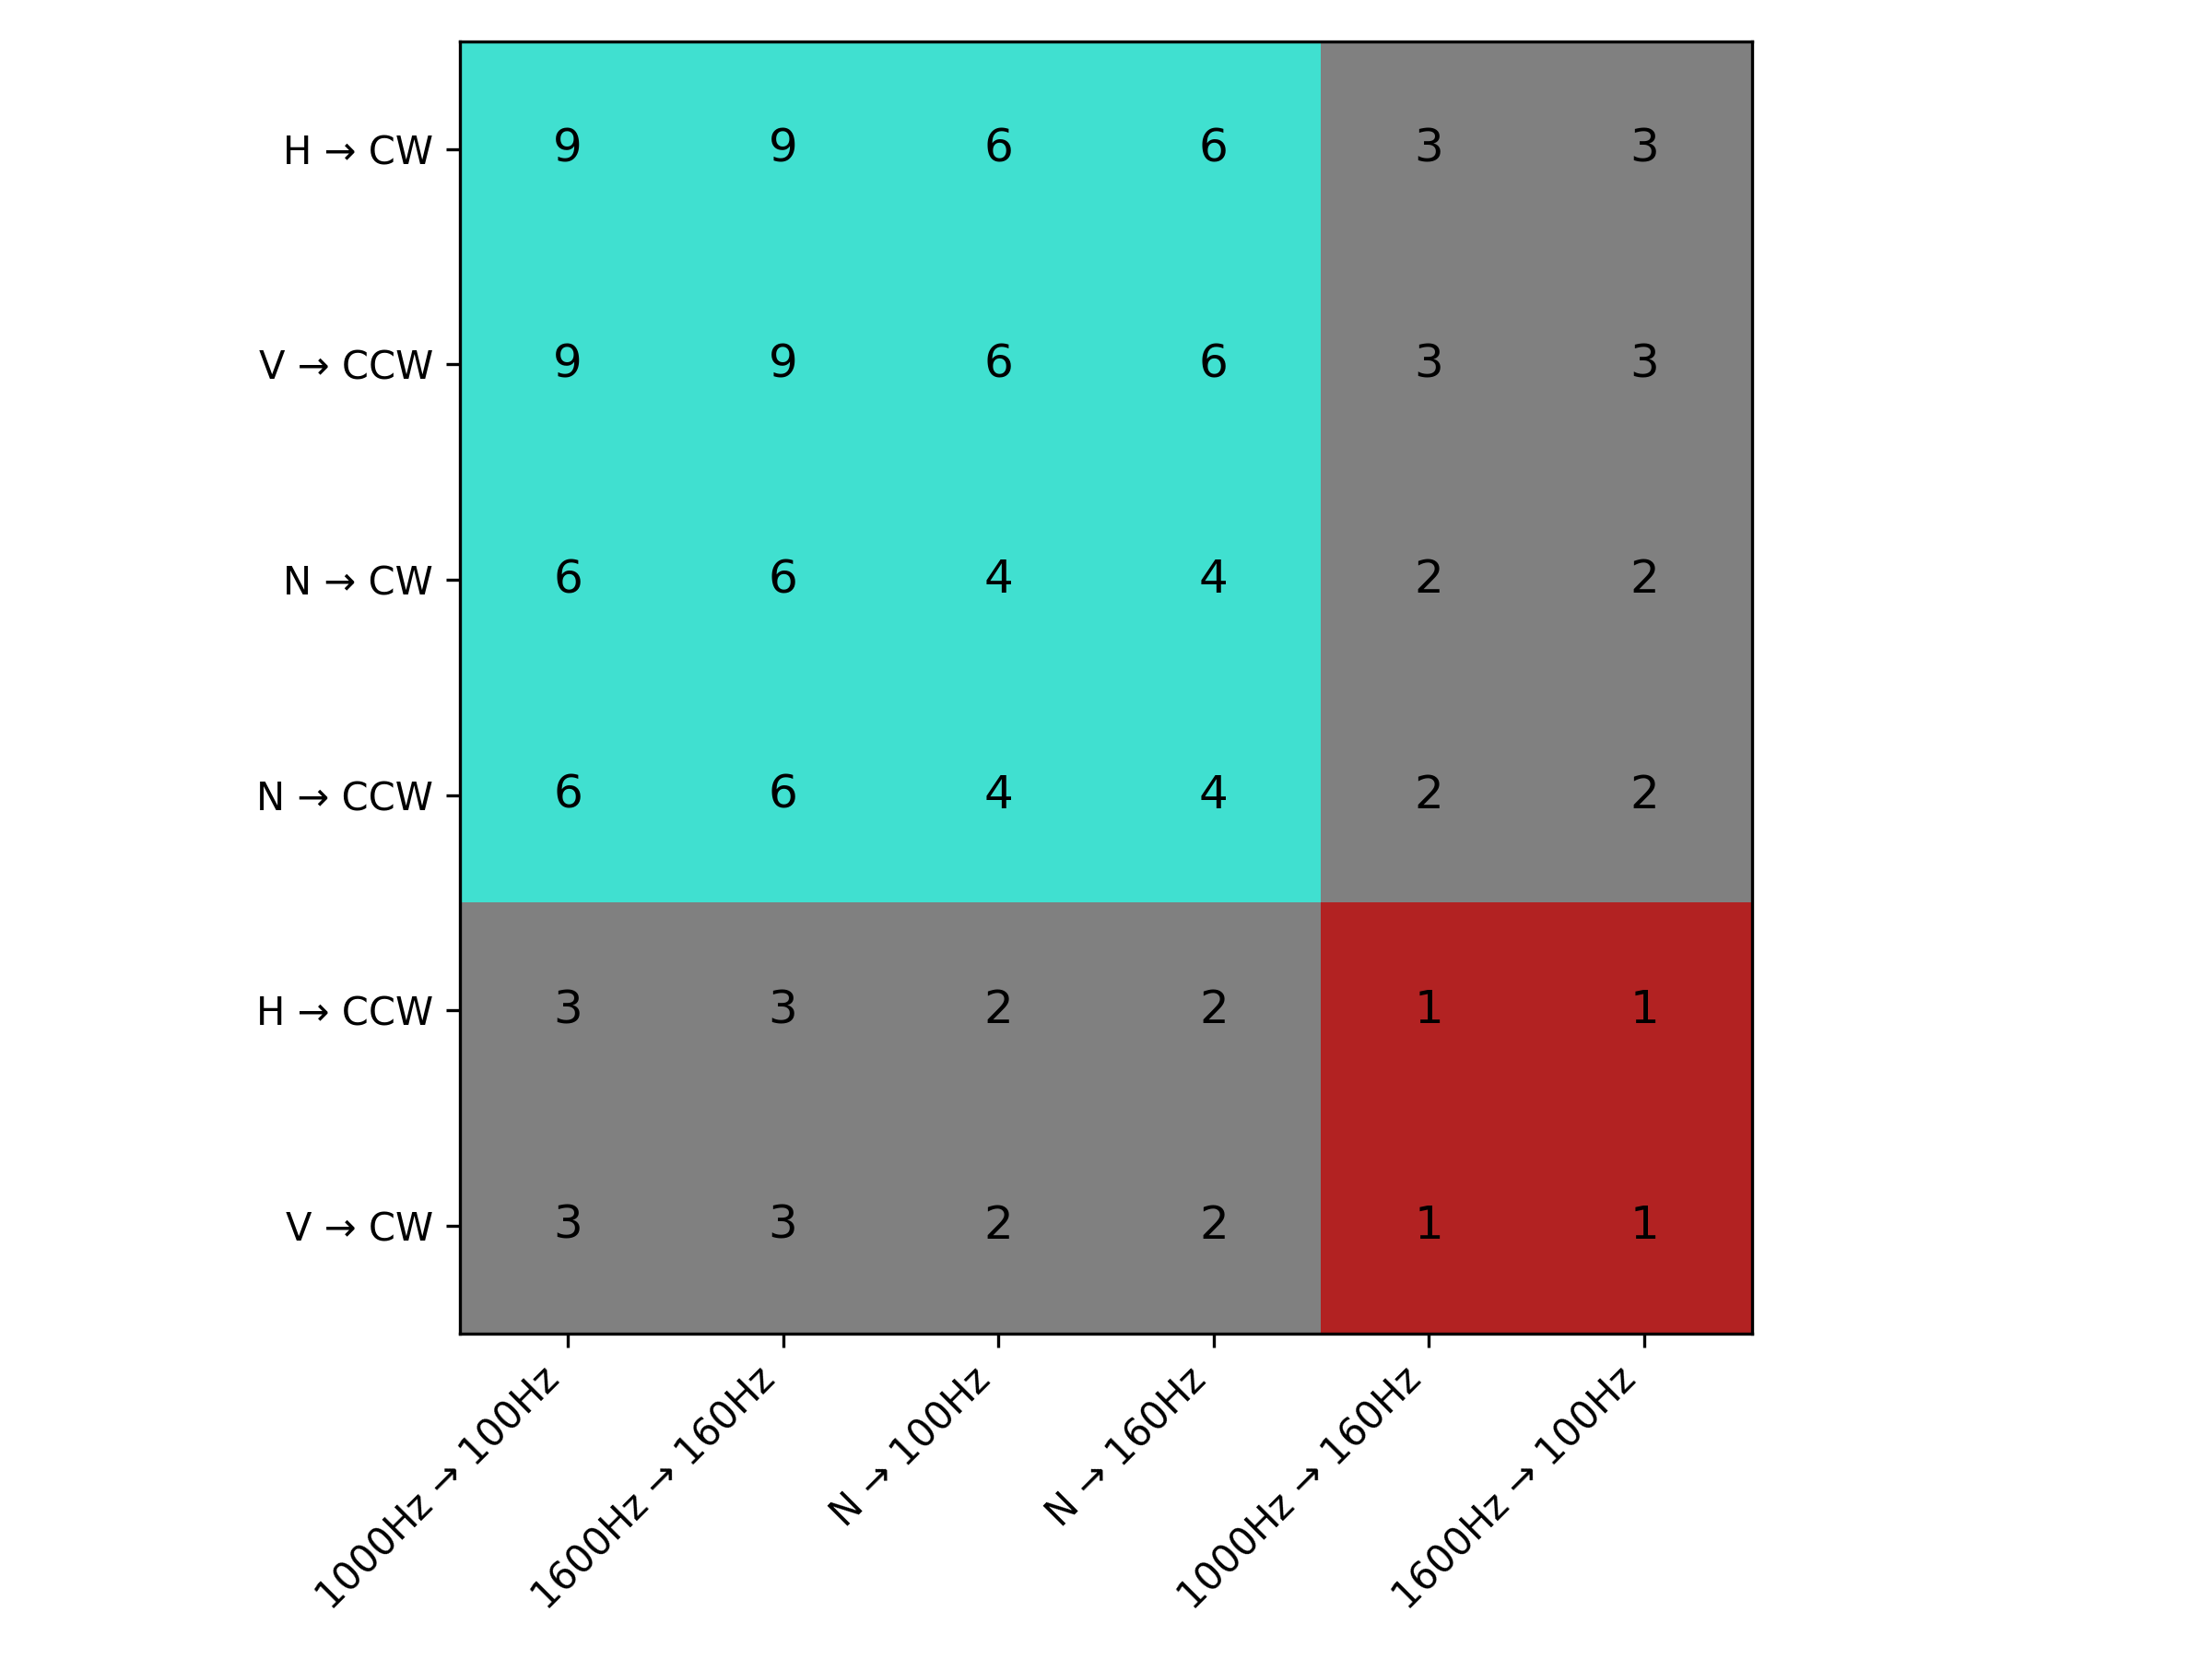 H → CW 9 9 6 6 3 3
V → CCW 9 9 6 6 3 3
N → CW 6 6 4 4 2 2
N → CCW 6 6 4 4 2 2
H → CCW 3 3 2 2 1 1
V → CW 3 3 2 2 1 1
1000Hz → 100Hz
1600Hz → 160Hz
N → 100Hz
N → 160Hz
1000Hz → 160Hz
1600Hz → 100Hz